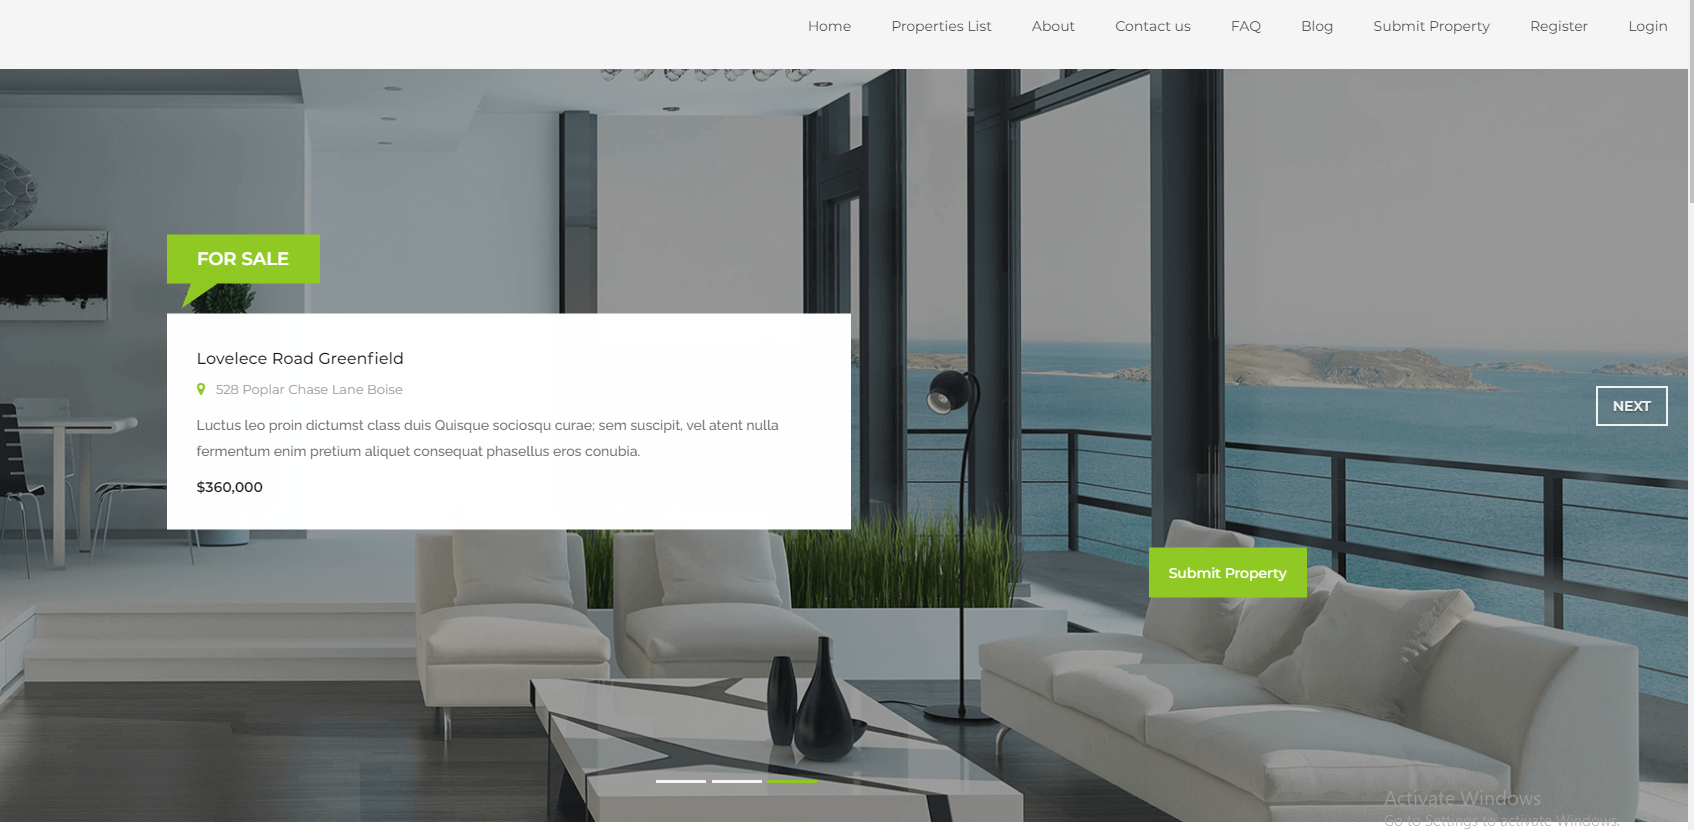 Home Properties List About Contact us FAQ Blog Submit Property Register Login
FOR SALE
Lovelece Road Greenfield
528 Poplar Chase Lane Boise
Luctus leo proin dictumst class duis Quisque sociosqu curae; sem suscipit, vel atent nulla
fermentum enim pretium aliquet consequat phasellus eros conubia.
$360,000
NEXT
Submit Property
Activate Windows
Go to Settings to activate Windows.